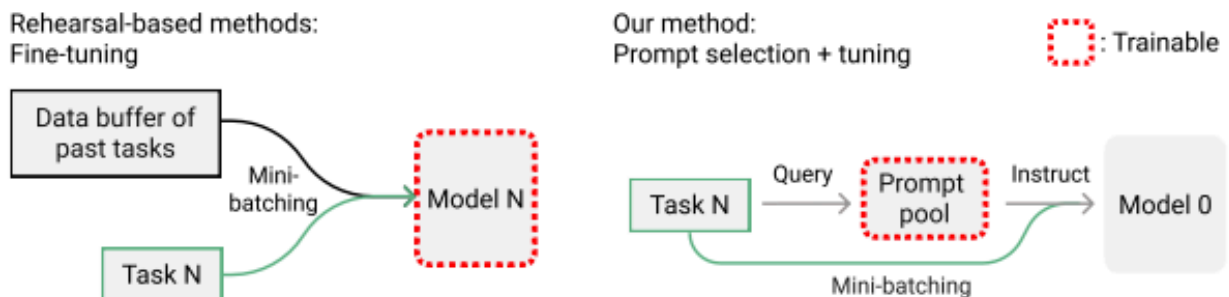 Rehearsal-based methods:
Fine-tuning
Data buffer of
past tasks
Mini-
batching
Model N
Task N
Our method:
Prompt selection + tuning
: Trainable
Task N
Query
Prompt
pool
Instruct
Model 0
Mini-batching